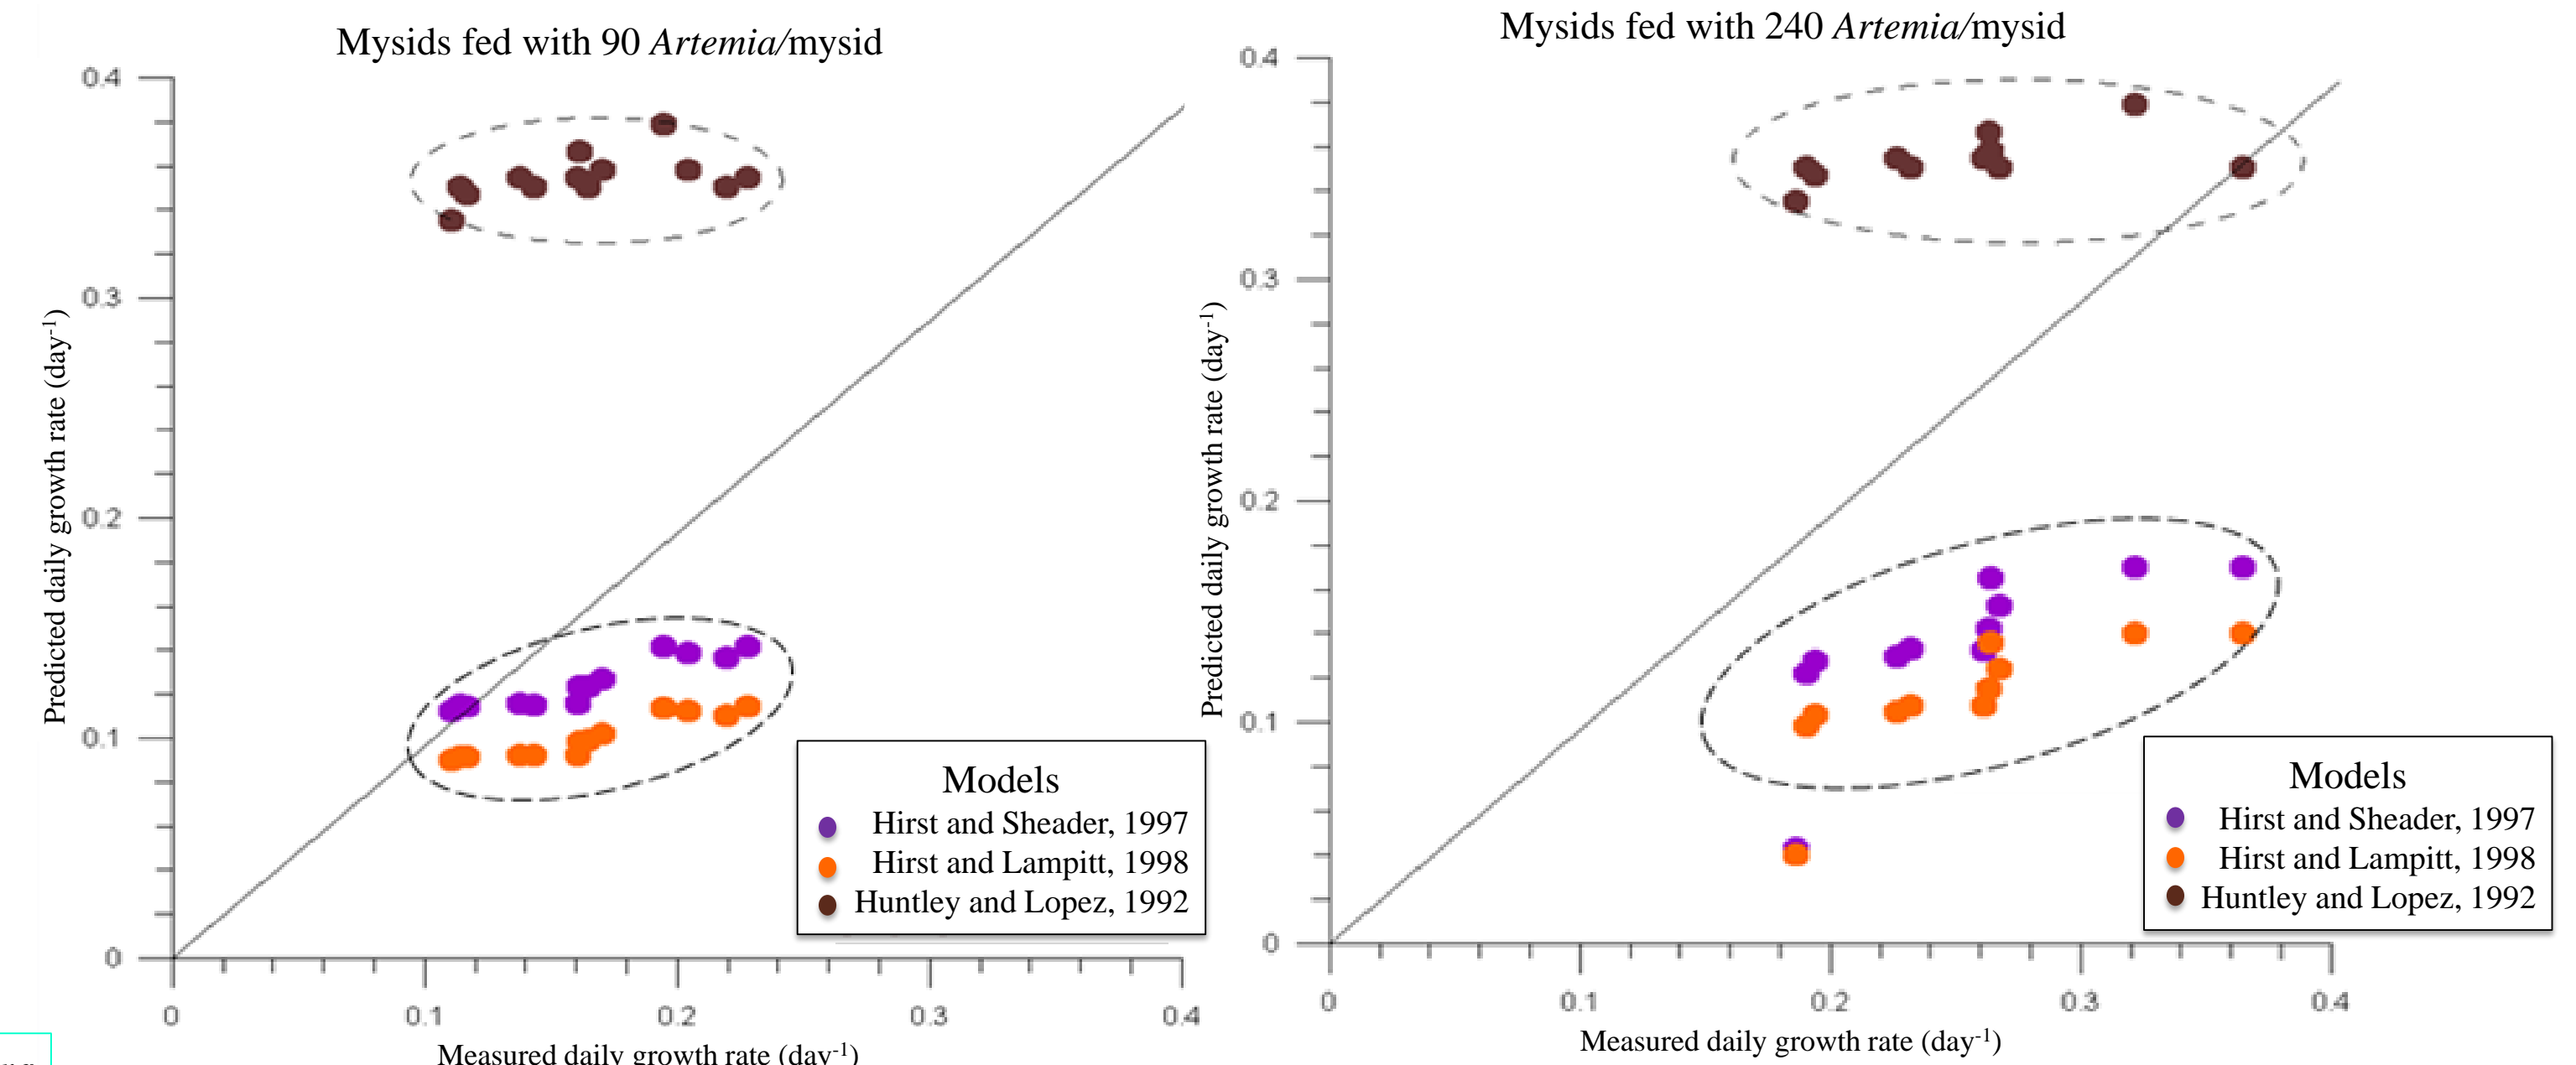 Mysids fed with 90 Artemia/mysid
0.4
0.3
0.2
0.1
0
Predicted daily growth rate (day-1)
0
0.1
0.2
0.3
0.4
Measured daily growth rate (day-1)
Models
Hirst and Sheader, 1997
Hirst and Lampitt, 1998
Huntley and Lopez, 1992
Mysids fed with 240 Artemia/mysid
0.4
0.3
0.2
0.1
0
Predicted daily growth rate (day-1)
0
0.1
0.2
0.3
0.4
Measured daily growth rate (day-1)
Models
Hirst and Sheader, 1997
Hirst and Lampitt, 1998
Huntley and Lopez, 1992